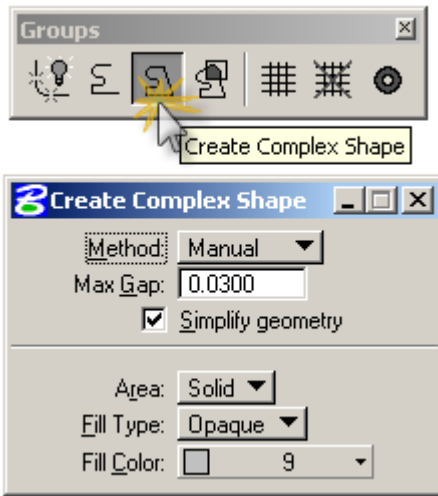 Groups
Create Complex Shape
Create Complex Shape
Method: Manual
Max Gap: 0.0300
Simplify geometry
Area: Solid
Fill Type: Opaque
Fill Color: 9